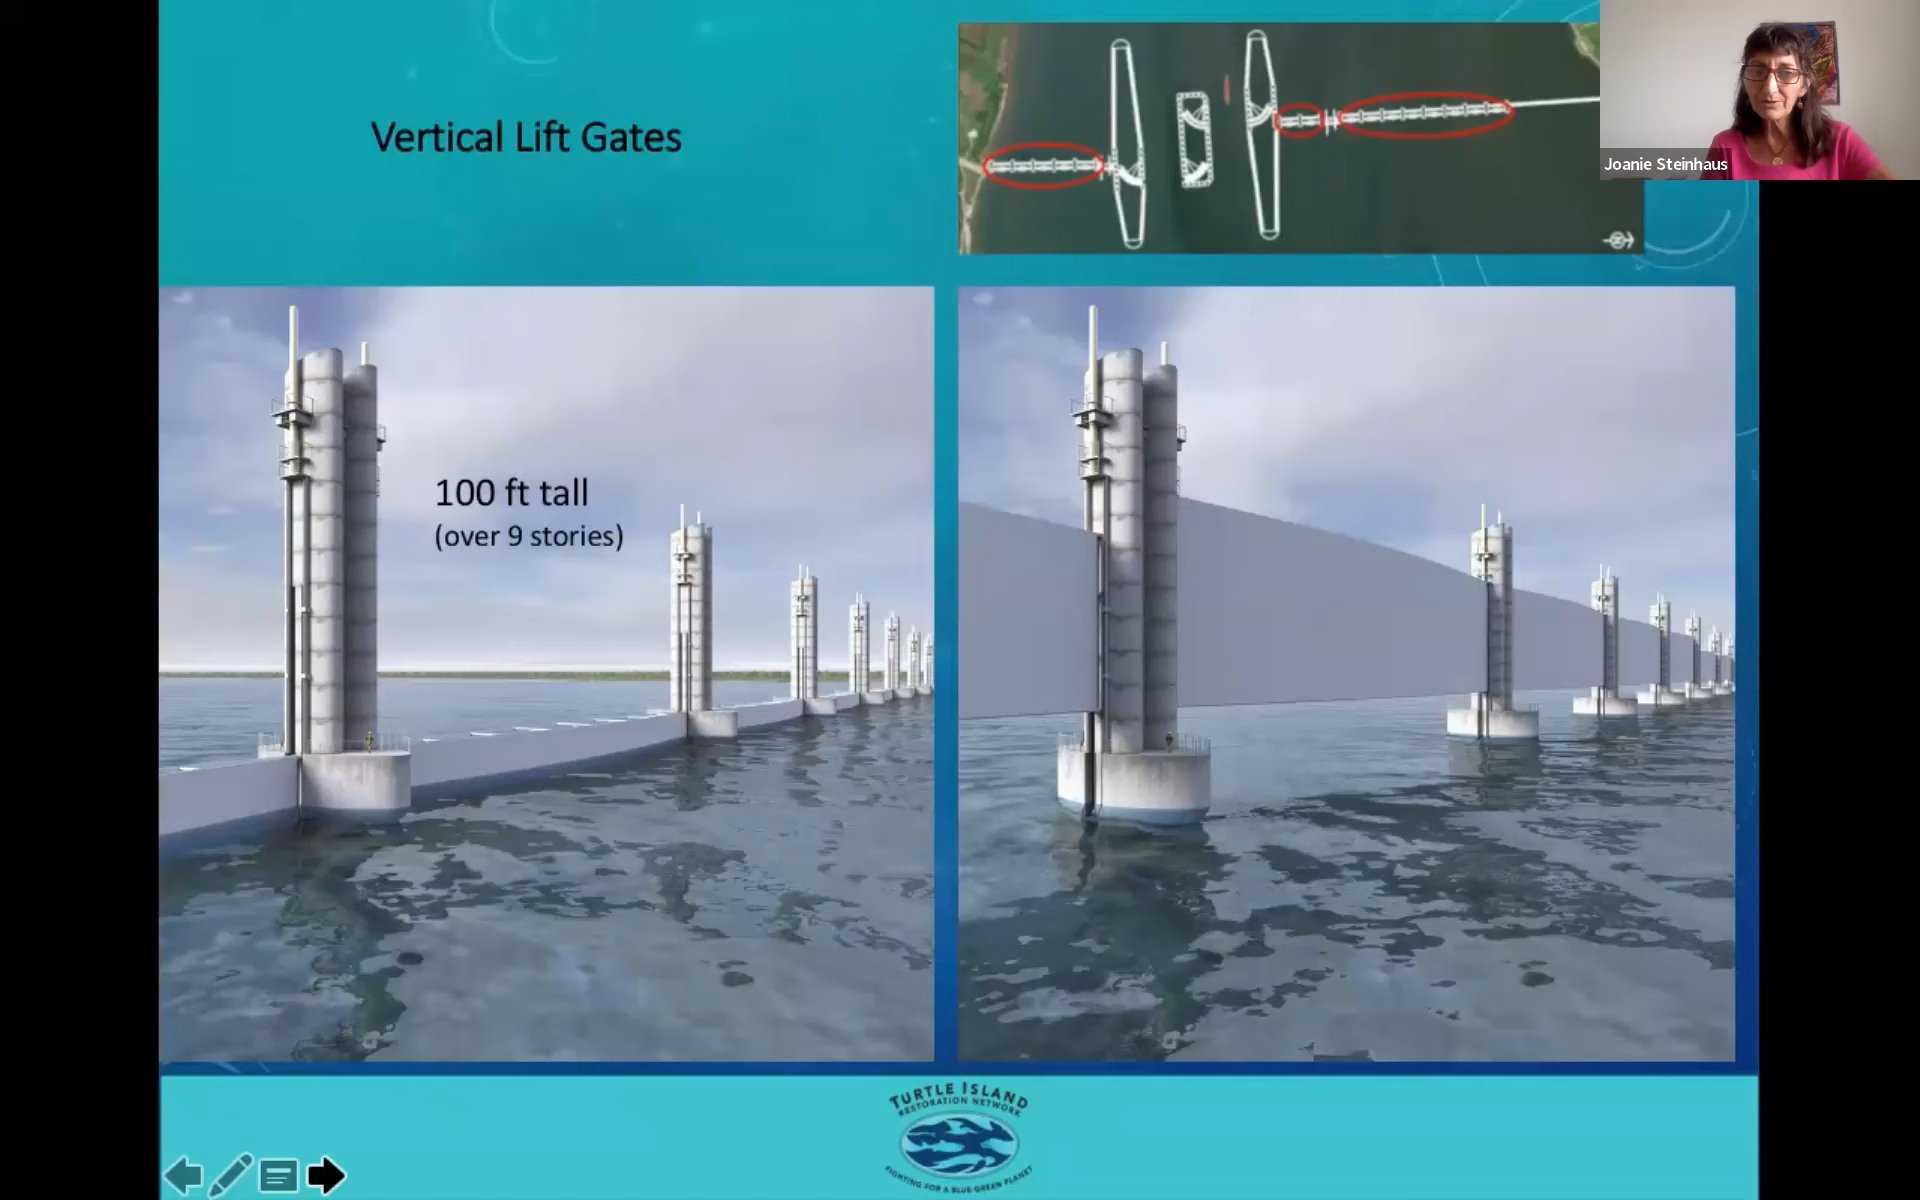 Vertical Lift Gates
Joanie Steinhaus
100 ft tall
(over 9 stories)
TURTLE ISLAND
RESTORATION NETWORK
FIGHTING FOR A BLUE-GREEN PLANET